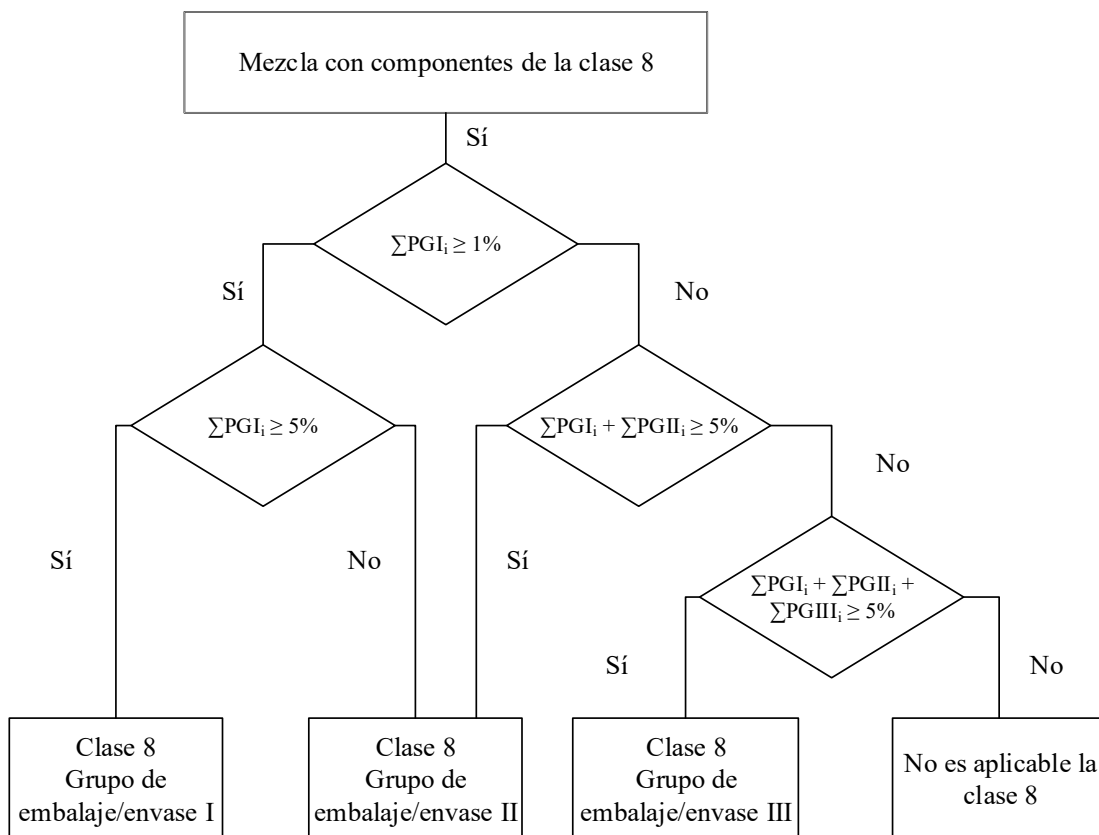 Mezcla con componentes de la clase 8
Sí
∑PGIᵢ ≥ 1%
Sí
No
∑PGIᵢ ≥ 5%
∑PGIᵢ + ∑PGIIᵢ ≥ 5%
No
Sí
No
Sí
∑PGIᵢ + ∑PGIIᵢ +
∑PGIIIᵢ ≥ 5%
Sí
No
Clase 8
Grupo de
embalaje/envase I
Clase 8
Grupo de
embalaje/envase II
Clase 8
Grupo de
embalaje/envase III
No es aplicable la
clase 8